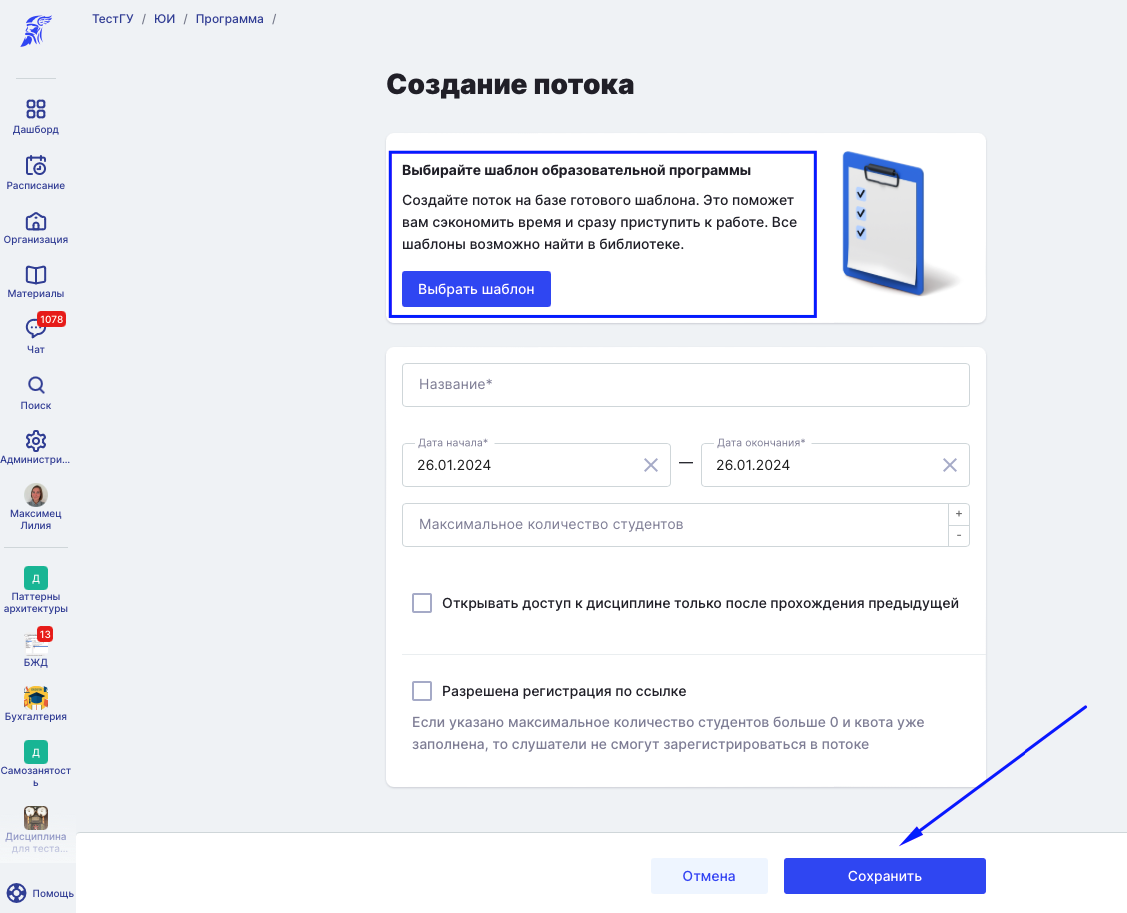 ТестГУ / ЮИ / Программа /
Дашборд
Расписание
Организация
Материалы
1078
Чат
Поиск
Администри...
Максимец
Лилия
Д
Паттерны
архитектуры
13
БЖД
Бухгалтерия
Д
Самозанятост
ь
Дисциплина
для теста...
Помощь
Создание потока
Выбирайте шаблон образовательной программы
Создайте поток на базе готового шаблона. Это поможет
вам сэкономить время и сразу приступить к работе. Все
шаблоны возможно найти в библиотеке.
Выбрать шаблон
Название*
Дата начала*
26.01.2024
—
Дата окончания*
26.01.2024
Максимальное количество студентов
+
-
Открывать доступ к дисциплине только после прохождения предыдущей
Разрешена регистрация по ссылке
Если указано максимальное количество студентов больше 0 и квота уже
заполнена, то слушатели не смогут зарегистрироваться в потоке
Отмена
Сохранить